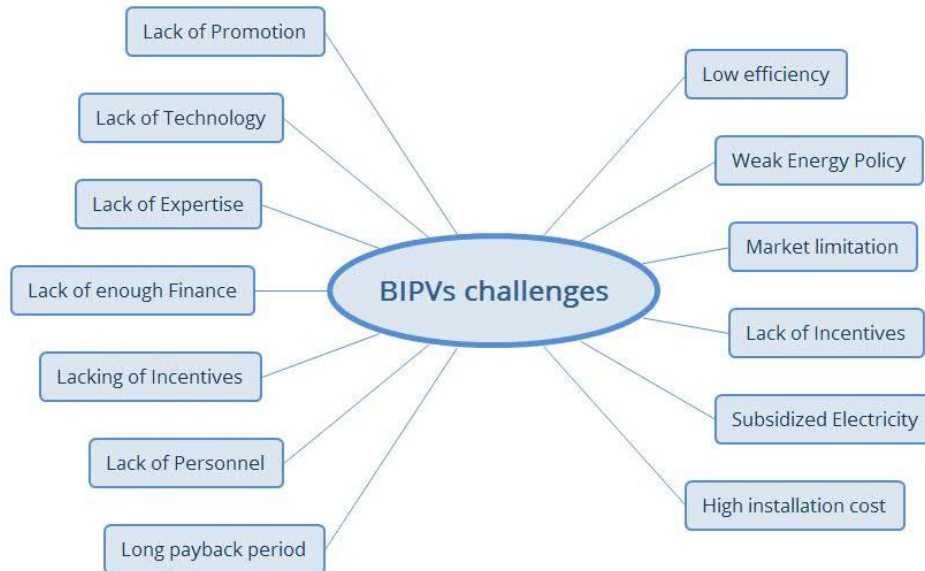 Lack of Promotion
Lack of Technology
Lack of Expertise
Lack of enough Finance
Lacking of Incentives
Lack of Personnel
Long payback period
BIPVs challenges
Low efficiency
Weak Energy Policy
Market limitation
Lack of Incentives
Subsidized Electricity
High installation cost